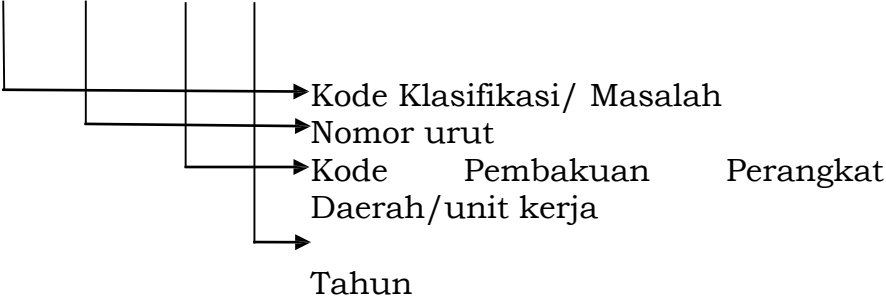 Kode Klasifikasi/ Masalah
Nomor urut
Kode Pembakuan Perangkat
Daerah/unit kerja
Tahun